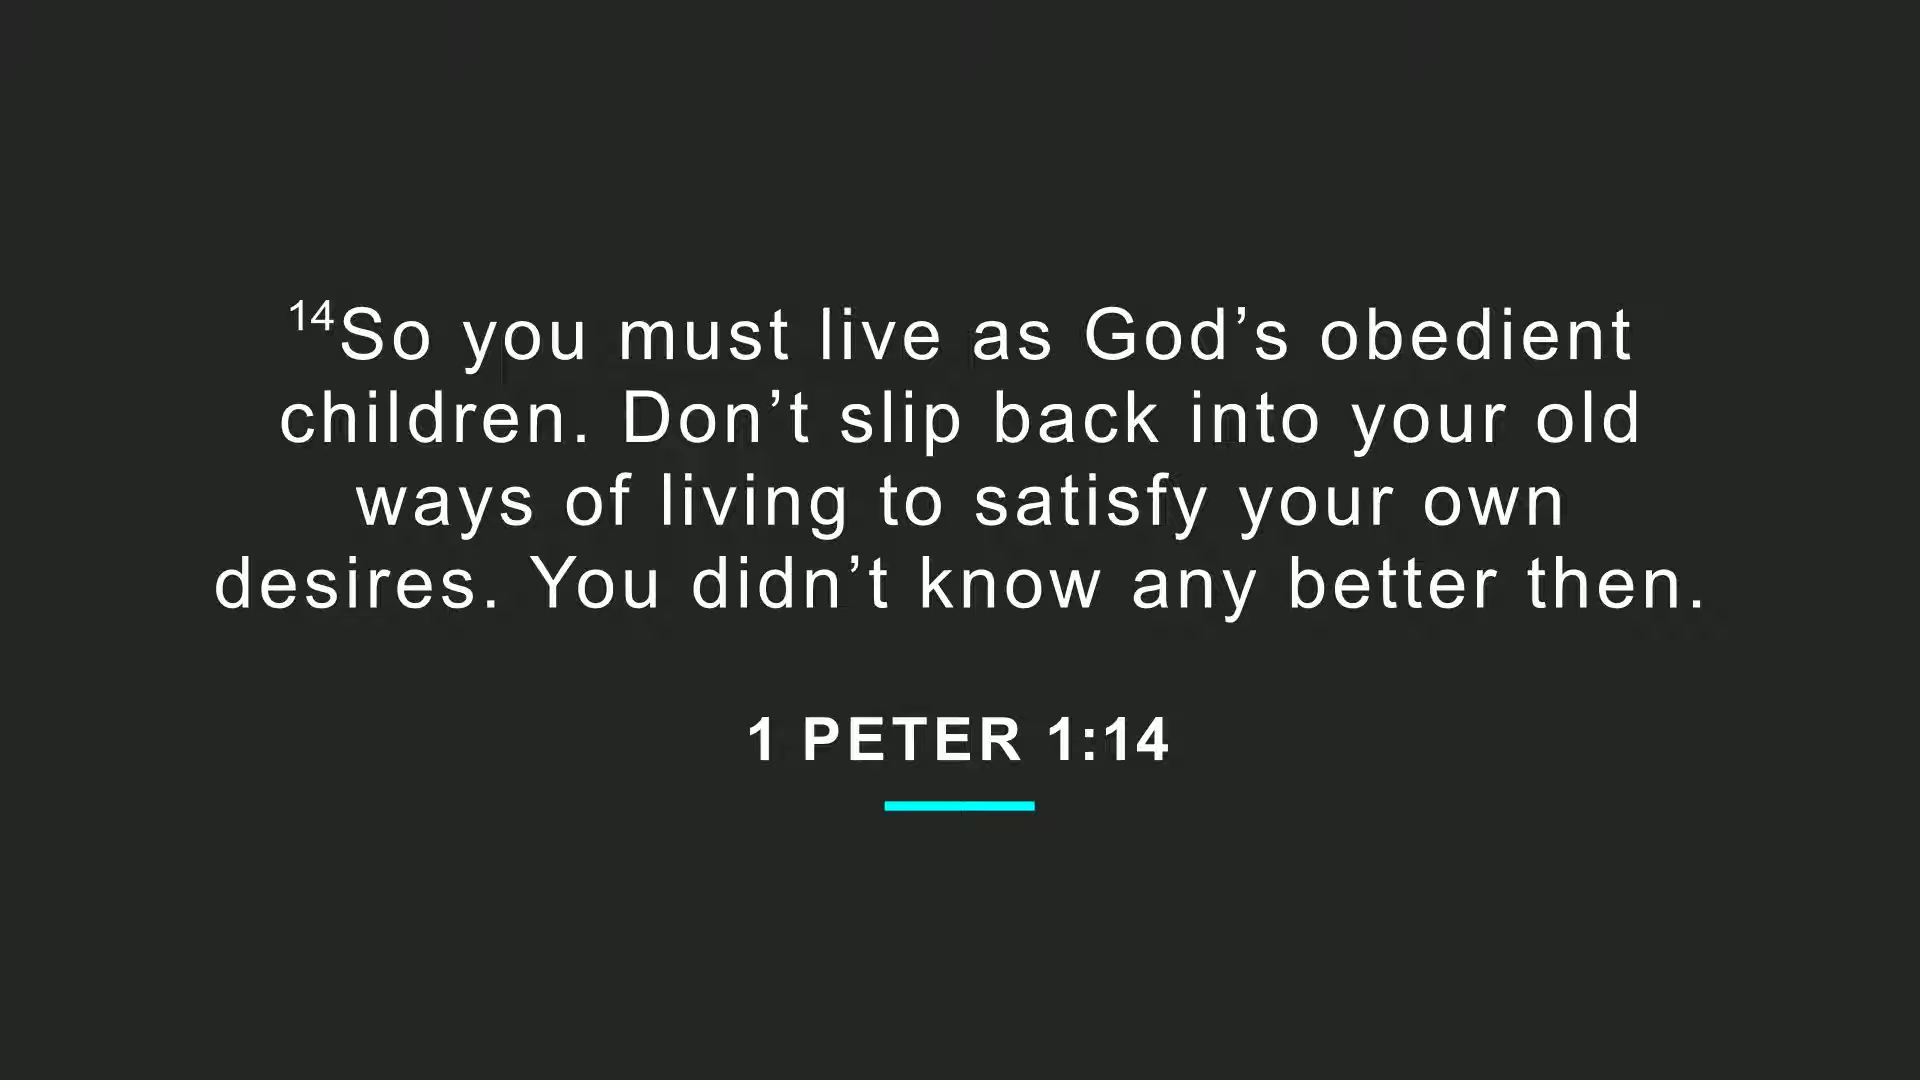 ¹⁴So you must live as God’s obedient
children. Don’t slip back into your old
ways of living to satisfy your own
desires. You didn’t know any better then.
1 PETER 1:14